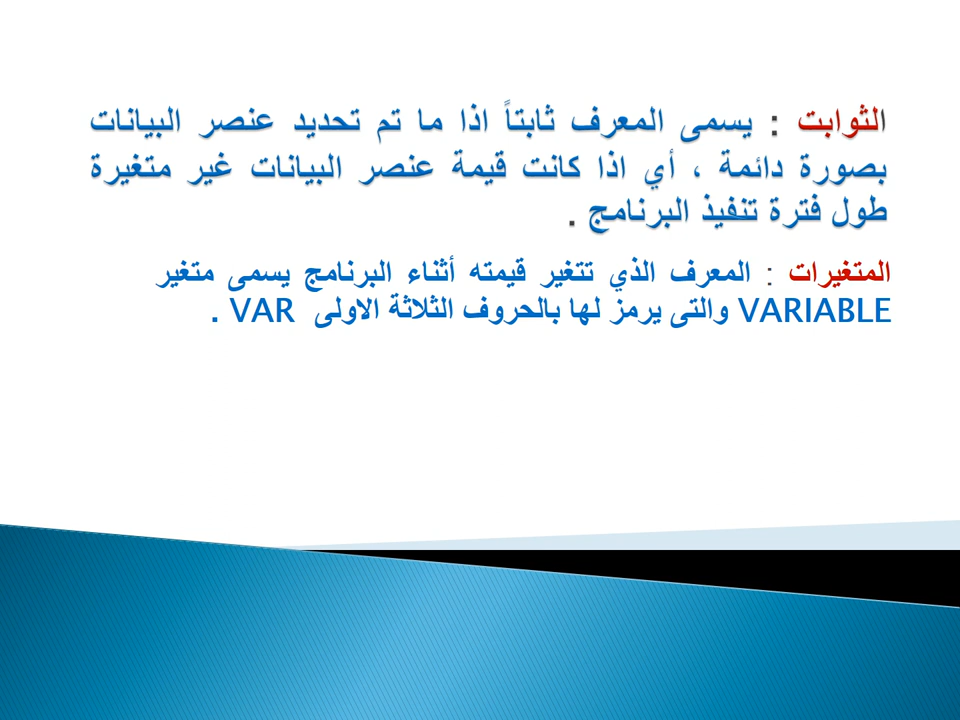 الثوابت : يسمى المعرف ثابتاً اذا ما تم تحديد عنصر البيانات
بصورة دائمة ، أي اذا كانت قيمة عنصر البيانات غير متغيرة
طول فترة تنفيذ البرنامج .
المتغيرات : المعرف الذي تتغير قيمته أثناء البرنامج يسمى متغير
VARIABLE والتى يرمز لها بالحروف الثلاثة الاولى VAR .